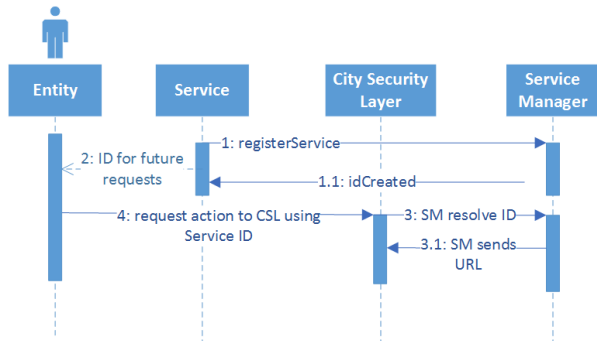 Entity
Service
City Security
Layer
Service
Manager
1: registerService
2: ID for future
requests
1.1: idCreated
4: request action to CSL using
Service ID
3: SM resolve ID
3.1: SM sends
URL